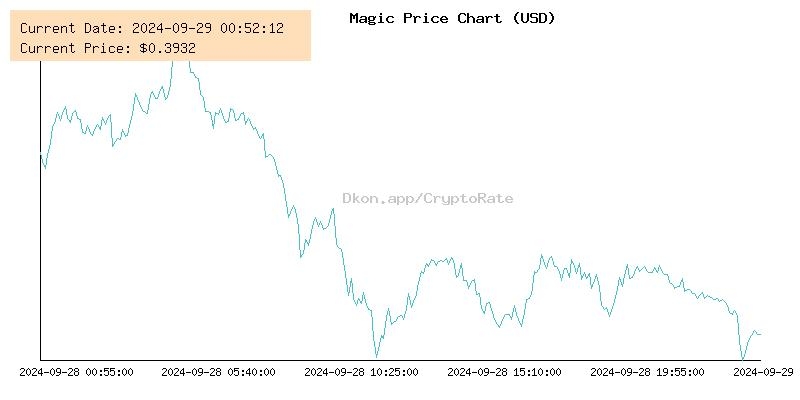 Magic Price Chart (USD)
Current Date: 2024-09-29 00:52:12
Current Price: $0.3932
Dkon.app/CryptoRate
2024-09-28 00:55:00 2024-09-28 05:40:00 2024-09-28 10:25:00 2024-09-28 15:10:00 2024-09-28 19:55:00 2024-09-29